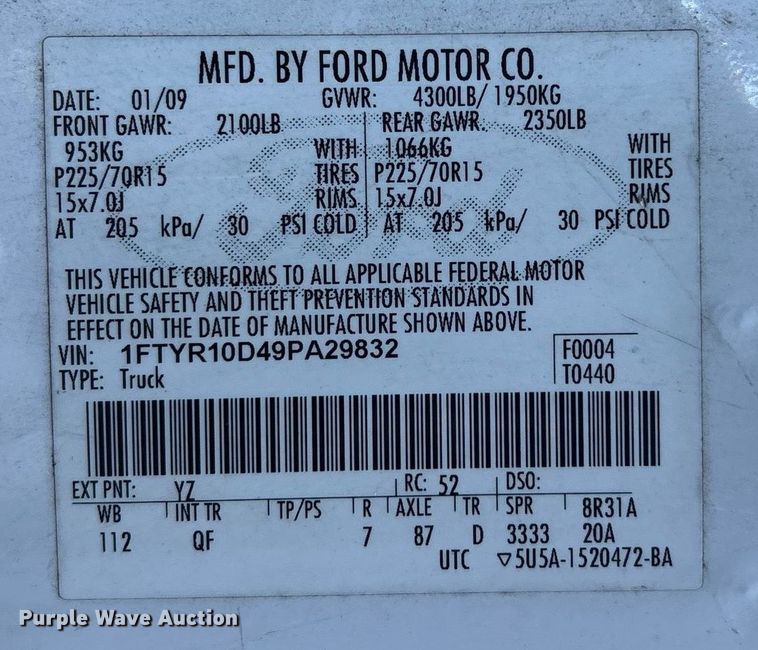 MFD. BY FORD MOTOR CO.
DATE: 01/09 GVWR: 4300LB/ 1950KG
FRONT GAWR: 2100LB REAR GAWR. 2350LB
953KG WITH 1066KG WITH
P225/70R15 TIRES P225/70R15 TIRES
15x7.0J RIMS 15x7.0J RIMS
AT 205 kPa/ 30 PSI COLD AT 205 kPa/ 30 PSI COLD
Ford
THIS VEHICLE CONFORMS TO ALL APPLICABLE FEDERAL MOTOR
VEHICLE SAFETY AND THEFT PREVENTION STANDARDS IN
EFFECT ON THE DATE OF MANUFACTURE SHOWN ABOVE.
VIN: 1FTYR10D49PA29832 F0004
TYPE: Truck T0440
EXT PNT: YZ RC: 52 DSO:
WB INT TR TP/PS R AXLE TR SPR 8R31A
112 QF 7 87 D 3333 20A
UTC ▽5U5A-1520472-BA
Purple Wave Auction